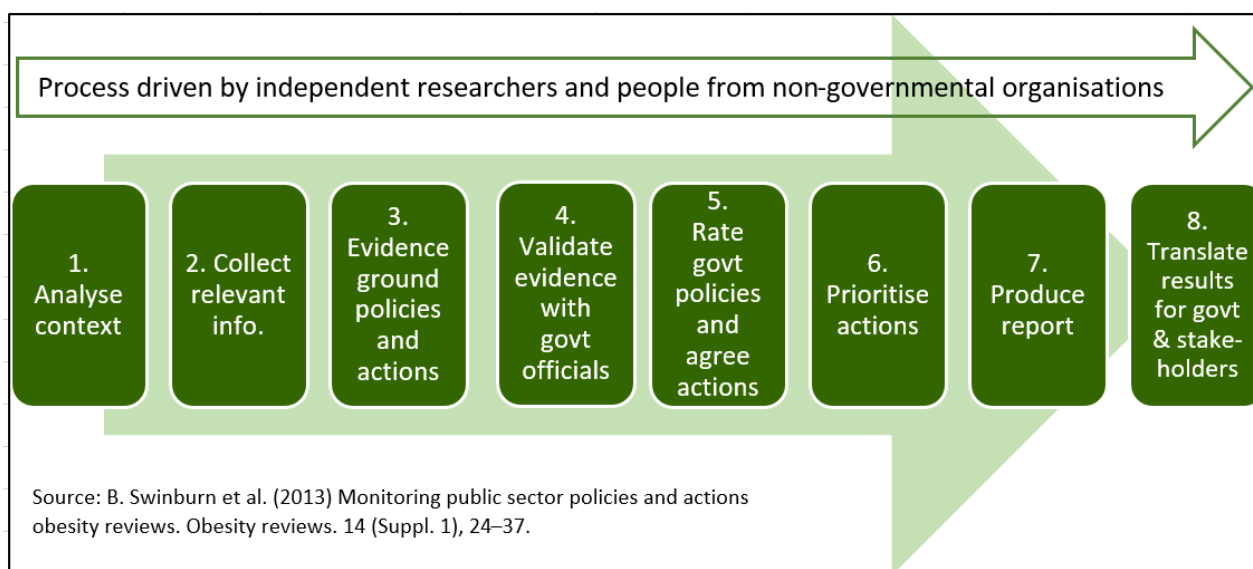 Process driven by independent researchers and people from non-governmental organisations
1.
Analyse
context
2. Collect
relevant
info.
3.
Evidence
ground
policies
and
actions
4.
Validate
evidence
with
govt
officials
5.
Rate
govt
policies
and
agree
actions
6.
Prioritise
actions
7.
Produce
report
8.
Translate
results
for govt
& stake-
holders
Source: B. Swinburn et al. (2013) Monitoring public sector policies and actions
obesity reviews. Obesity reviews. 14 (Suppl. 1), 24–37.